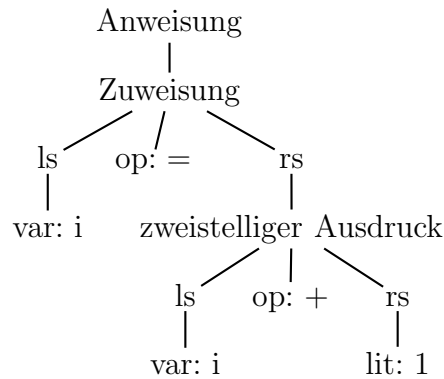 Anweisung
Zuweisung
ls op: = rs
var: i zweistelliger Ausdruck
ls op: + rs
var: i lit: 1